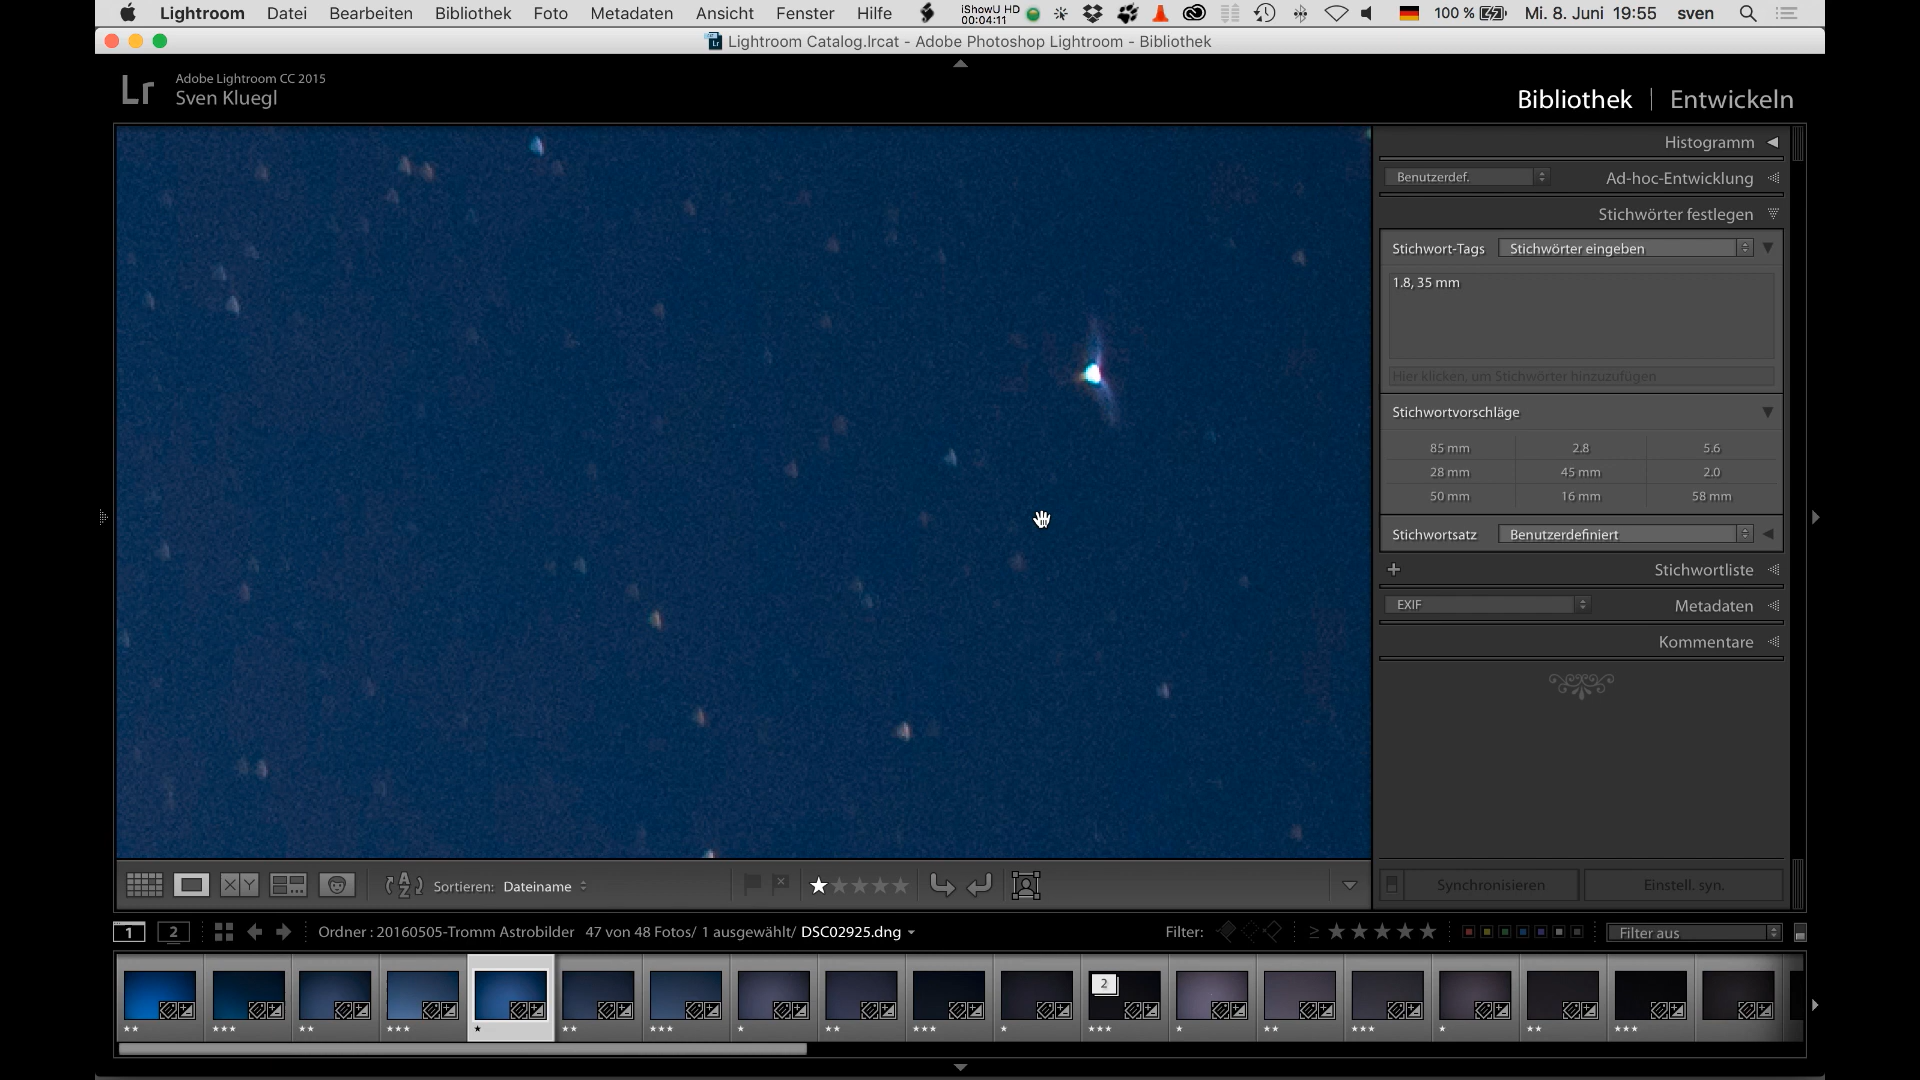 Lightroom Datei Bearbeiten Bibliothek Foto Metadaten Ansicht Fenster Hilfe iShowU HD 00:04:11 100 % Mi. 8. Juni 19:55 sven
Lightroom Catalog.lrcat - Adobe Photoshop Lightroom - Bibliothek
Lr Adobe Lightroom CC 2015
Sven Kluegl
Bibliothek | Entwickeln
Histogramm
Benutzerdef. Ad-hoc-Entwicklung
Stichwörter festlegen
Stichwort-Tags Stichwörter eingeben
1.8, 35 mm
Hier klicken, um Stichwörter hinzuzufügen
Stichwortvorschläge
85 mm 2.8 5.6
28 mm 45 mm 2.0
50 mm 16 mm 58 mm
Stichwortsatz Benutzerdefiniert
+ Stichwortliste
EXIF Metadaten
Kommentare
XY AZ Sortieren: Dateiname
Synchronisieren Einstell. syn.
1 2 Ordner : 20160505-Tromm Astrobilder 47 von 48 Fotos/ 1 ausgewählt/ DSC02925.dng Filter: ≥ Filter aus
2